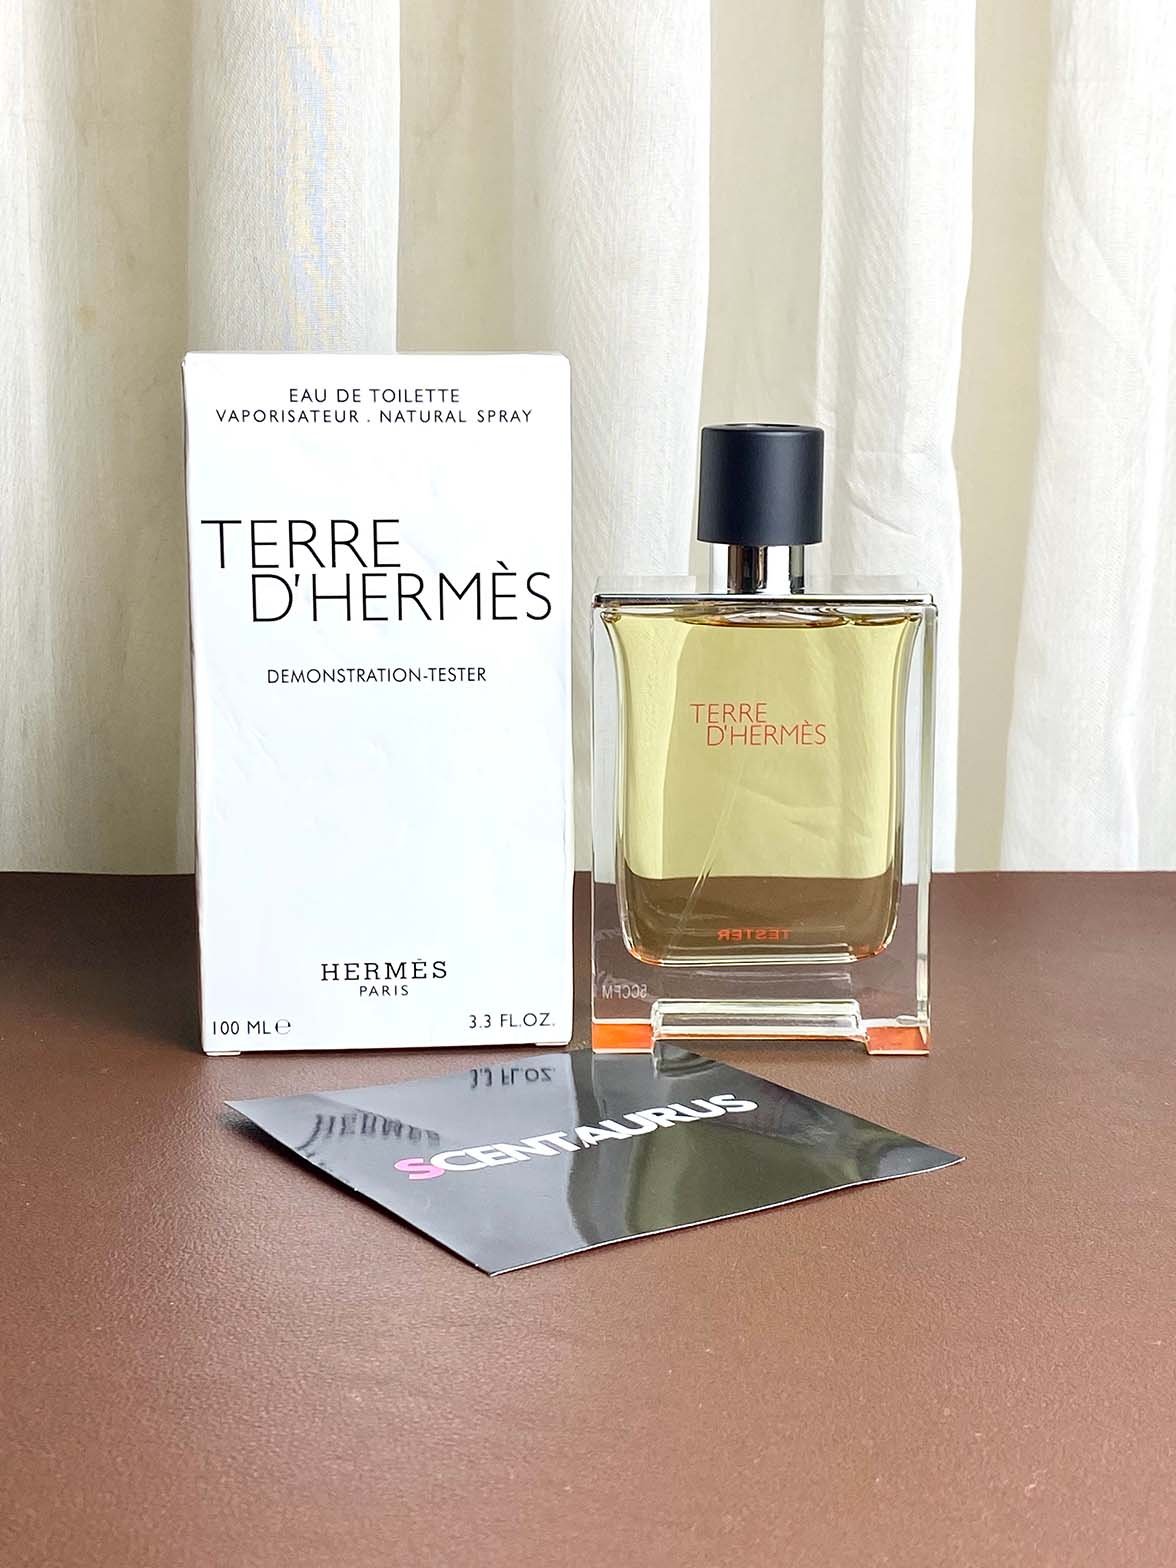 EAU DE TOILETTE
VAPORISATEUR . NATURAL SPRAY
TERRE
D'HERMÈS
DEMONSTRATION-TESTER
HERMÈS
PARIS
100 ML℮
3.3 FL.OZ.
TERRE
D'HERMÈS
TESTER
SCENTAURUS